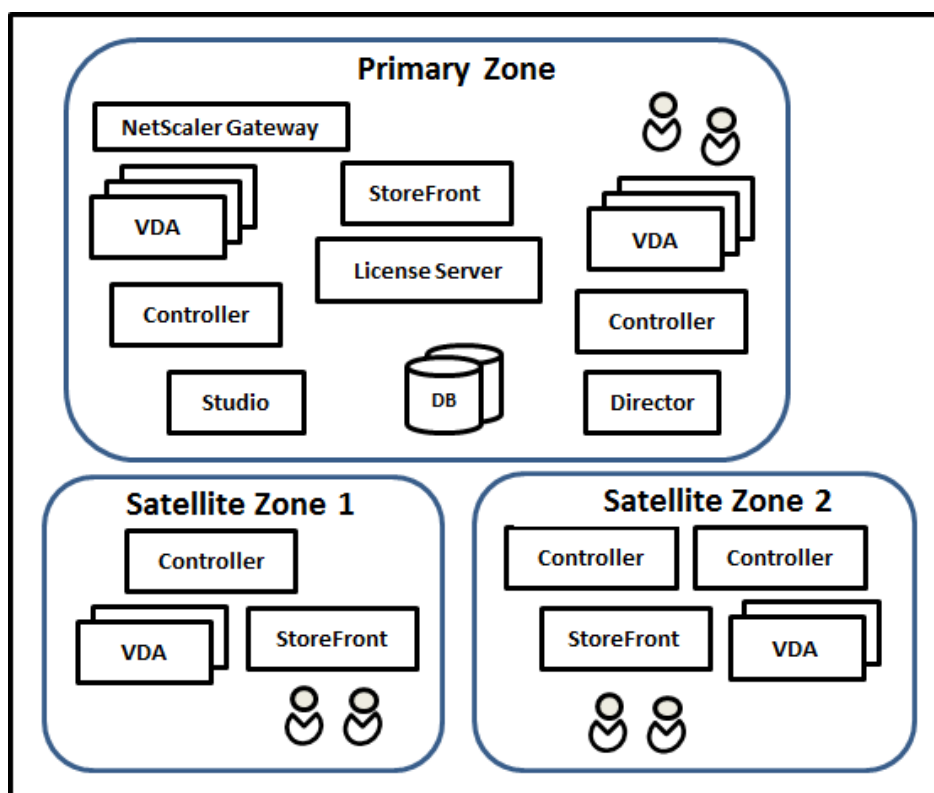 Primary Zone
NetScaler Gateway
StoreFront
VDA
VDA
License Server
Controller
Controller
Studio
DB
Director
Satellite Zone 1
Controller
VDA
StoreFront
Satellite Zone 2
Controller
Controller
StoreFront
VDA